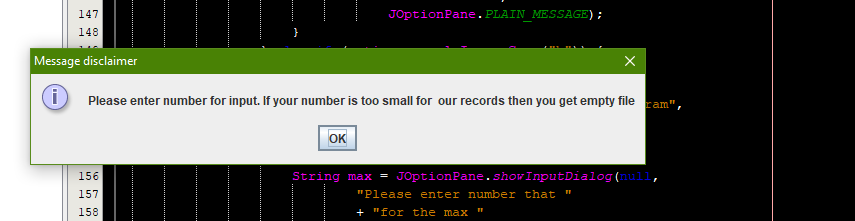 147 JOptionPane.PLAIN_MESSAGE);
148 }
Message disclaimer
Please enter number for input. If your number is too small for our records then you get empty file
ram",
OK
156 String max = JOptionPane.showInputDialog(null,
157 "Please enter number that "
158 + "for the max "